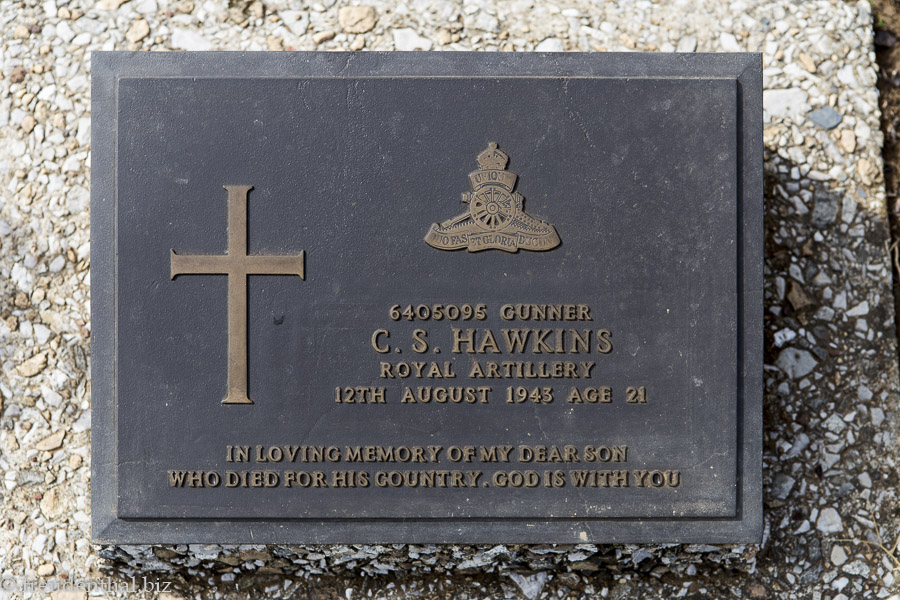 UBIQUE
QUO FAS ET GLORIA DUCUNT
6405095 GUNNER
C. S. HAWKINS
ROYAL ARTILLERY
12TH AUGUST 1943 AGE 21
IN LOVING MEMORY OF MY DEAR SON
WHO DIED FOR HIS COUNTRY. GOD IS WITH YOU